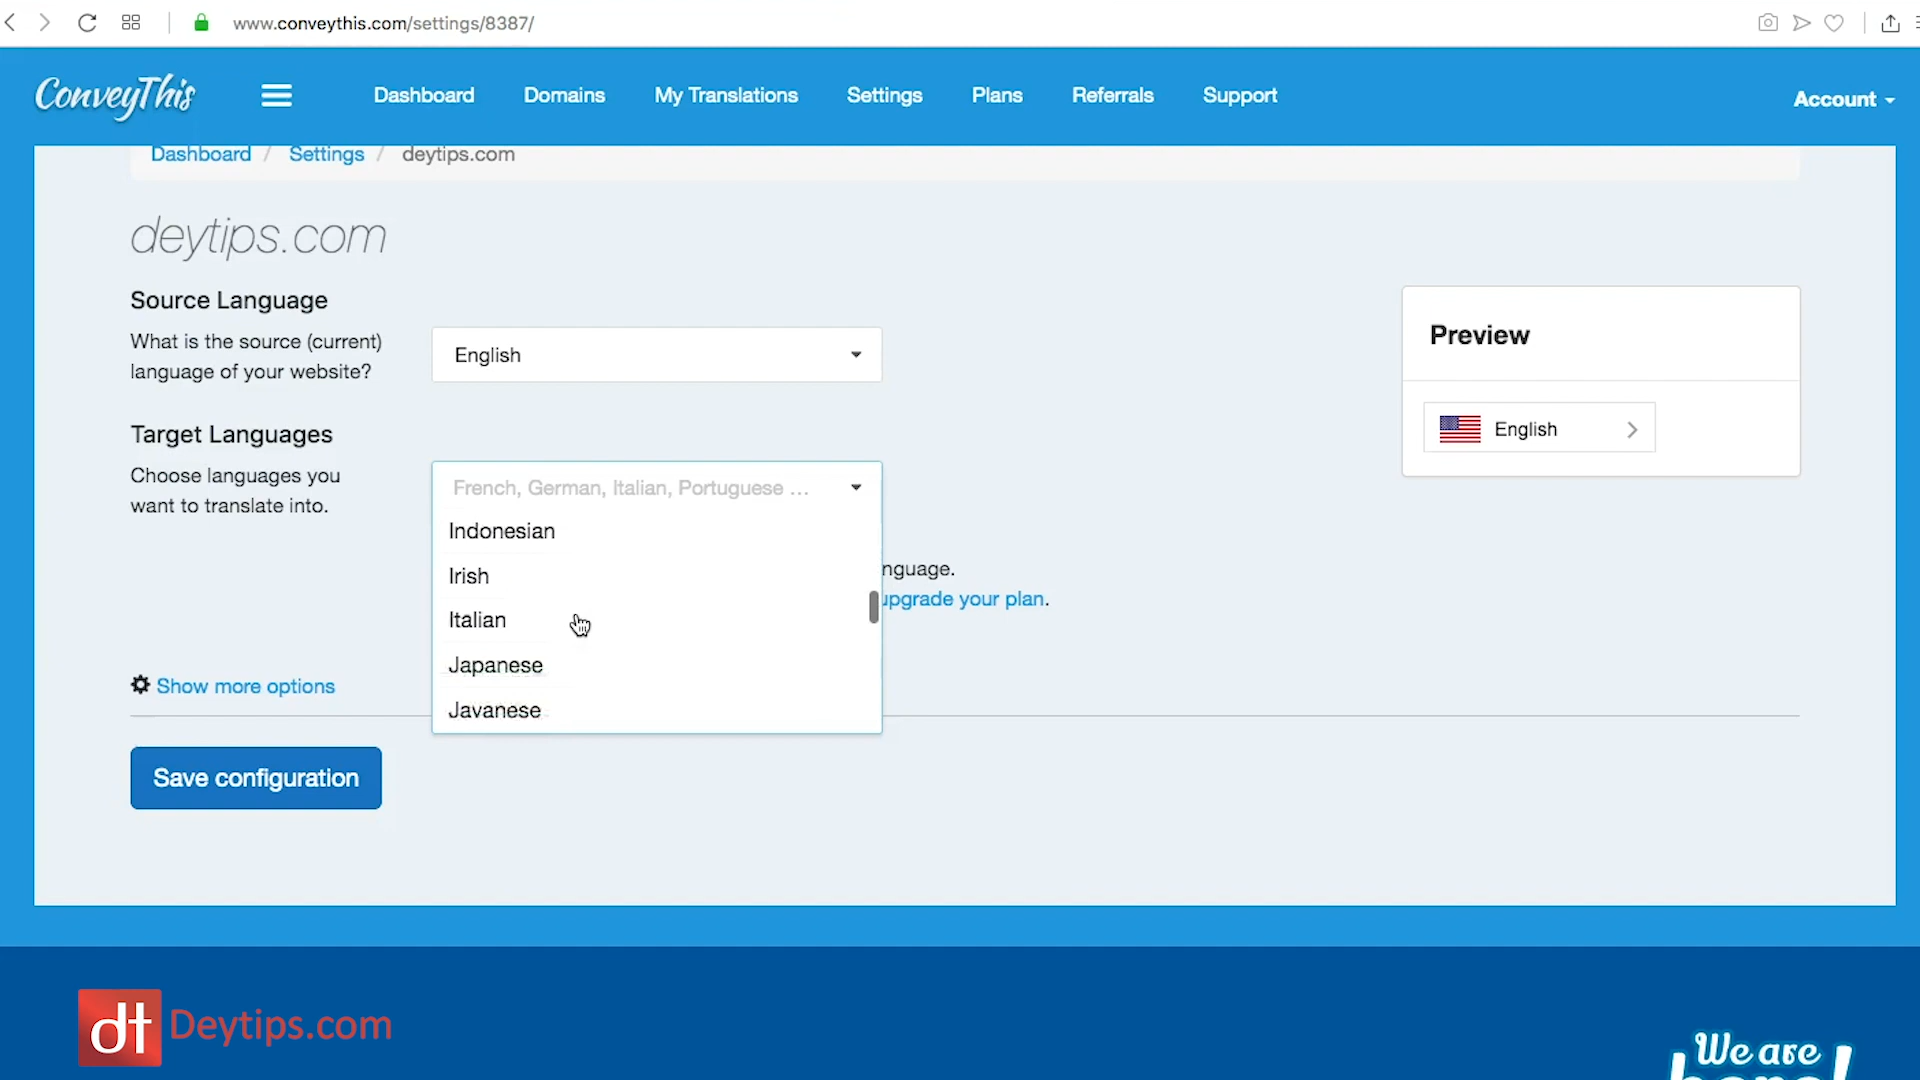 www.conveythis.com/settings/8387/
ConveyThis
Dashboard Domains My Translations Settings Plans Referrals Support
Account
Dashboard / Settings / deytips.com
deytips.com
Source Language
What is the source (current)
language of your website?
English
Preview
English
Target Languages
Choose languages you
want to translate into.
French, German, Italian, Portuguese ...
Indonesian
Irish
Italian
Japanese
Javanese
nguage.
upgrade your plan.
Show more options
Save configuration
dt Deytips.com
We are